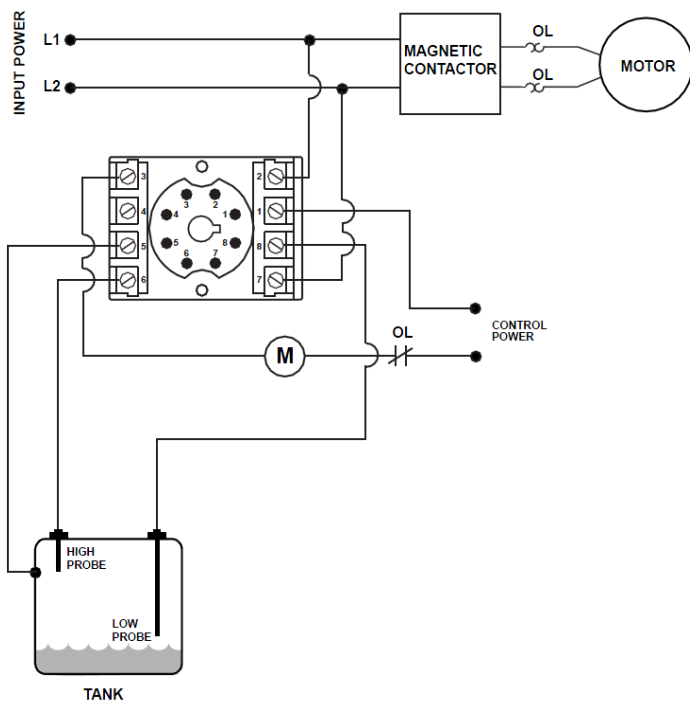 INPUT POWER
L1
L2
MAGNETIC
CONTACTOR
OL
OL
MOTOR
3
4
5
6
3
2
4
1
5
8
6
7
2
1
8
7
M
OL
CONTROL
POWER
HIGH
PROBE
LOW
PROBE
TANK